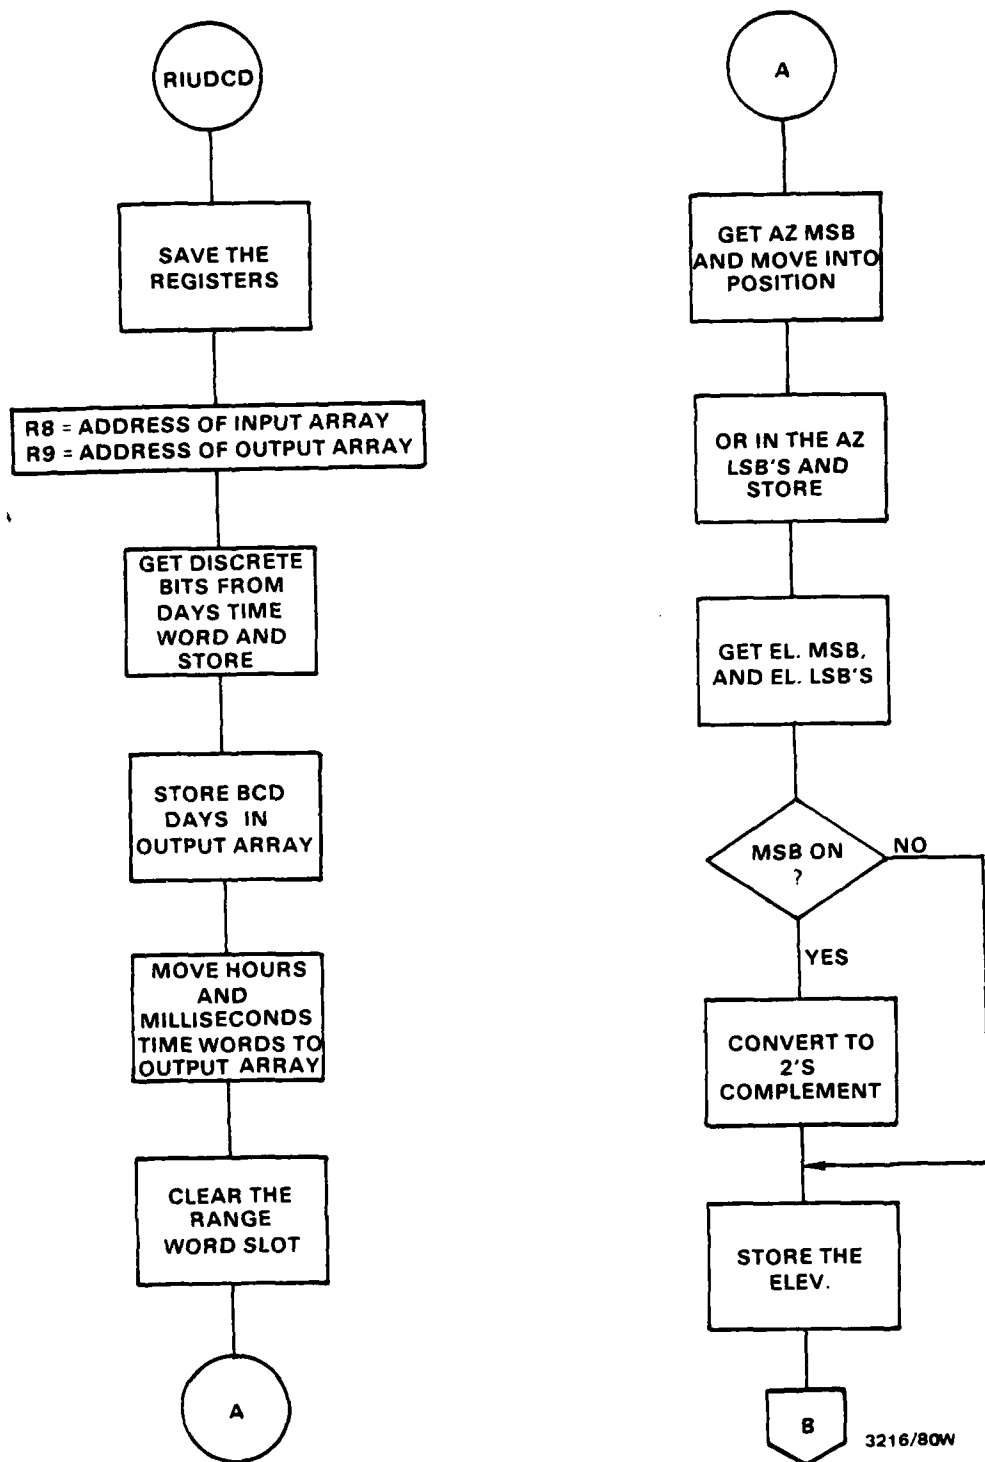 RIUDCD
SAVE THE
REGISTERS
R8 = ADDRESS OF INPUT ARRAY
R9 = ADDRESS OF OUTPUT ARRAY
GET DISCRETE
BITS FROM
DAYS TIME
WORD AND
STORE
STORE BCD
DAYS IN
OUTPUT ARRAY
MOVE HOURS
AND
MILLISECONDS
TIME WORDS TO
OUTPUT ARRAY
CLEAR THE
RANGE
WORD SLOT
A
A
GET AZ MSB
AND MOVE INTO
POSITION
OR IN THE AZ
LSB'S AND
STORE
GET EL. MSB,
AND EL. LSB'S
MSB ON
?
NO
YES
CONVERT TO
2'S
COMPLEMENT
STORE THE
ELEV.
B
3216/80W